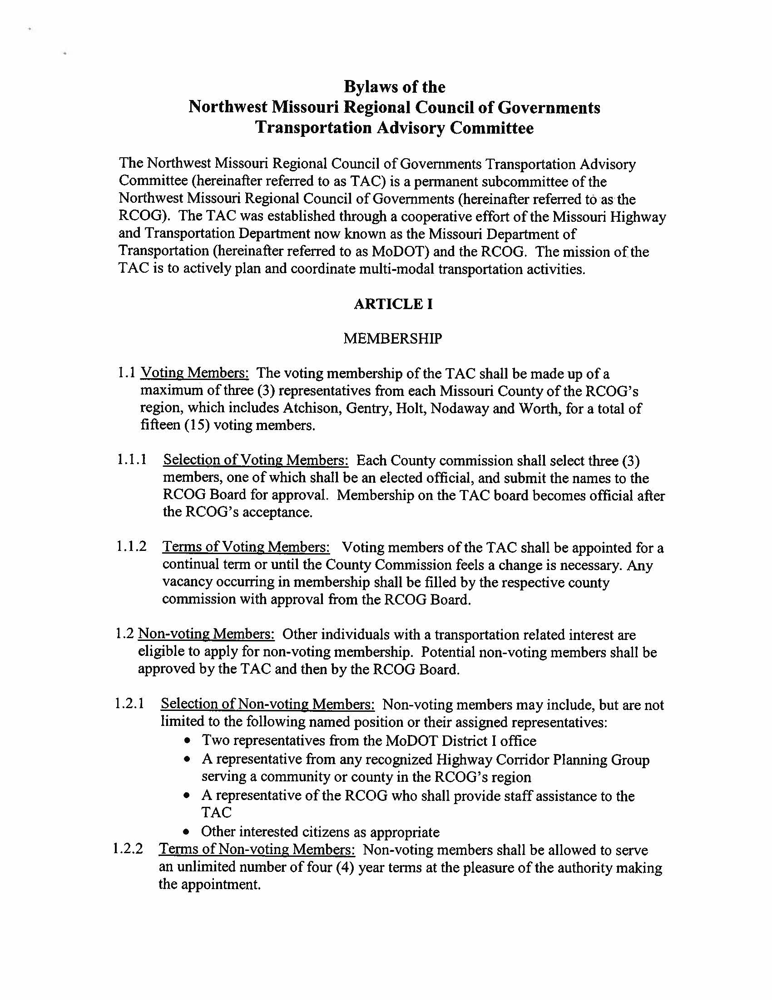 Bylaws of the
Northwest Missouri Regional Council of Governments
Transportation Advisory Committee
The Northwest Missouri Regional Council of Governments Transportation Advisory
Committee (hereinafter referred to as TAC) is a permanent subcommittee of the
Northwest Missouri Regional Council of Governments (hereinafter referred to as the
RCOG). The TAC was established through a cooperative effort of the Missouri Highway
and Transportation Department now known as the Missouri Department of
Transportation (hereinafter referred to as MoDOT) and the RCOG. The mission of the
TAC is to actively plan and coordinate multi-modal transportation activities.
ARTICLE I
MEMBERSHIP
1.1 Voting Members: The voting membership of the TAC shall be made up of a
maximum of three (3) representatives from each Missouri County of the RCOG's
region, which includes Atchison, Gentry, Holt, Nodaway and Worth, for a total of
fifteen (15) voting members.
1.1.1 Selection of Voting Members: Each County commission shall select three (3)
members, one of which shall be an elected official, and submit the names to the
RCOG Board for approval. Membership on the TAC board becomes official after
the RCOG's acceptance.
1.1.2 Terms of Voting Members: Voting members of the TAC shall be appointed for a
continual term or until the County Commission feels a change is necessary. Any
vacancy occurring in membership shall be filled by the respective county
commission with approval from the RCOG Board.
1.2 Non-voting Members: Other individuals with a transportation related interest are
eligible to apply for non-voting membership. Potential non-voting members shall be
approved by the TAC and then by the RCOG Board.
1.2.1 Selection of Non-voting Members: Non-voting members may include, but are not
limited to the following named position or their assigned representatives:
• Two representatives from the MoDOT District I office
• A representative from any recognized Highway Corridor Planning Group
serving a community or county in the RCOG's region
• A representative of the RCOG who shall provide staff assistance to the
TAC
• Other interested citizens as appropriate
1.2.2 Terms of Non-voting Members: Non-voting members shall be allowed to serve
an unlimited number of four (4) year terms at the pleasure of the authority making
the appointment.